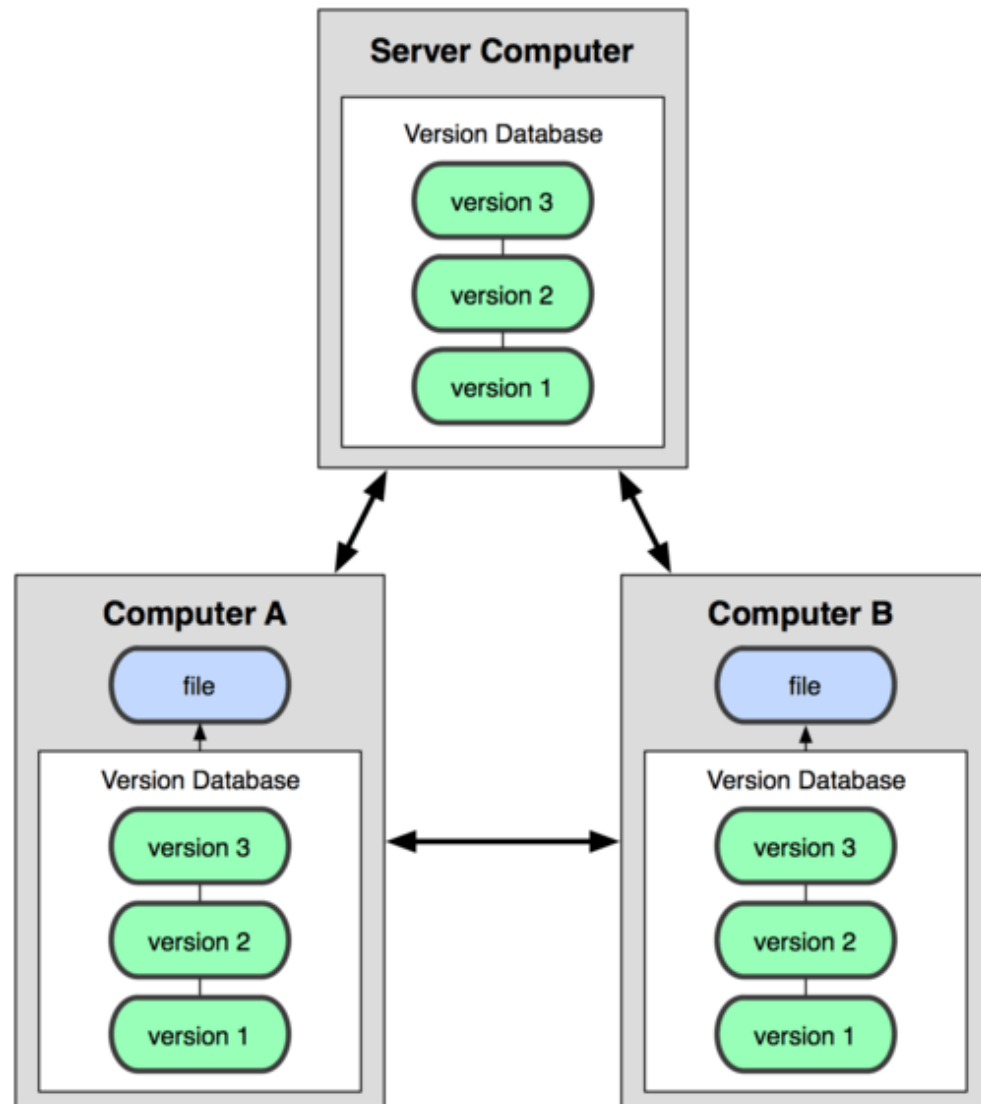 Server Computer
Version Database
version 3
version 2
version 1
Computer A
file
Version Database
version 3
version 2
version 1
Computer B
file
Version Database
version 3
version 2
version 1